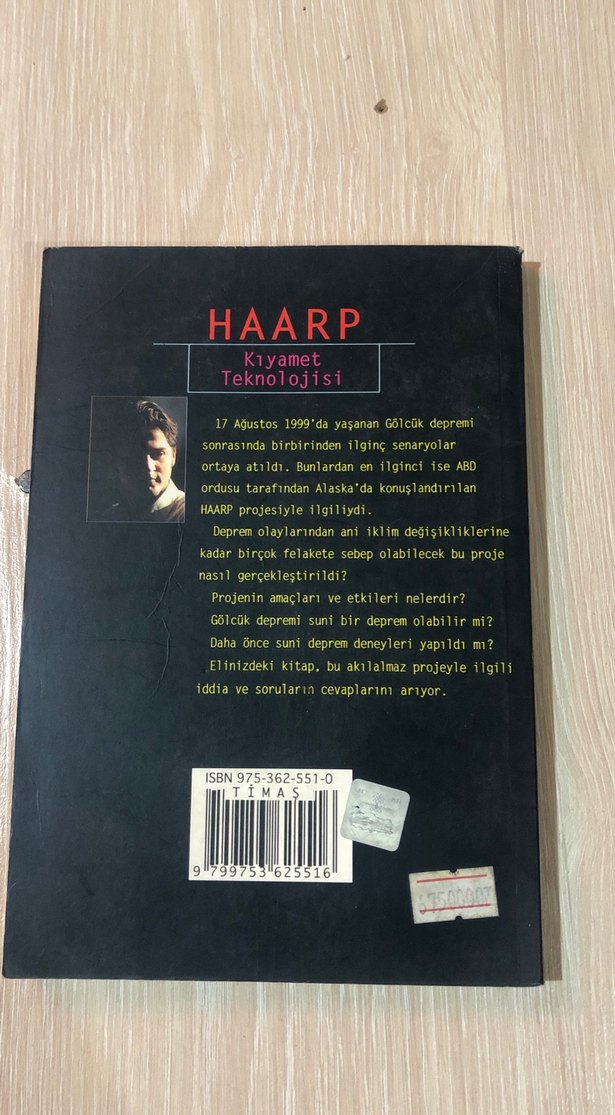 HAARP
Kıyamet
Teknolojisi
17 Ağustos 1999'da yaşanan Gölcük depremi
sonrasında birbirinden ilginç senaryolar
ortaya atıldı. Bunlardan en ilginci ise ABD
ordusu tarafından Alaska'da konuşlandırılan
HAARP projesiyle ilgiliydi.
Deprem olaylarından ani iklim değişikliklerine
kadar birçok felakete sebep olabilecek bu proje
nasıl gerçekleştirildi?
Projenin amaçları ve etkileri nelerdir?
Gölcük depremi suni bir deprem olabilir mi?
Daha önce suni deprem deneyleri yapıldı mı?
Elinizdeki kitap, bu akılalmaz projeyle ilgili
iddia ve soruların cevaplarını arıyor.
ISBN 975-362-551-0
TİMAŞ
9 799753 625516